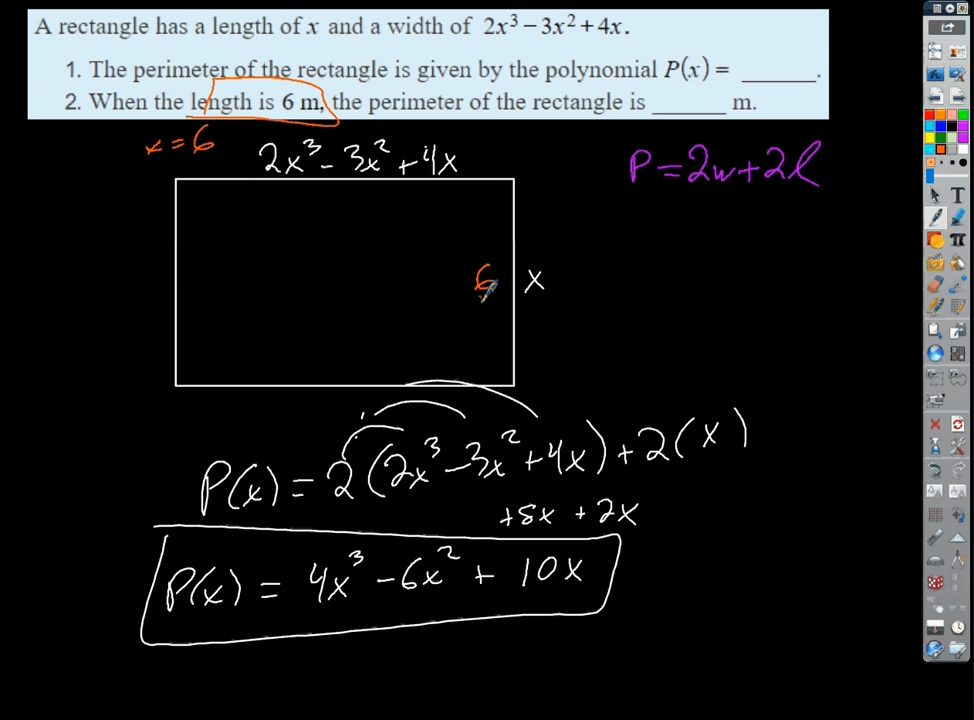 A rectangle has a length of x and a width of 2x³ − 3x² + 4x.
1. The perimeter of the rectangle is given by the polynomial P(x) = ______.
2. When the length is 6 m, the perimeter of the rectangle is ______ m.
x = 6
2x³ - 3x² + 4x
P = 2w + 2l
6
x
P(x) = 2(2x³ - 3x² + 4x) + 2(x)
+8x + 2x
P(x) = 4x³ - 6x² + 10x